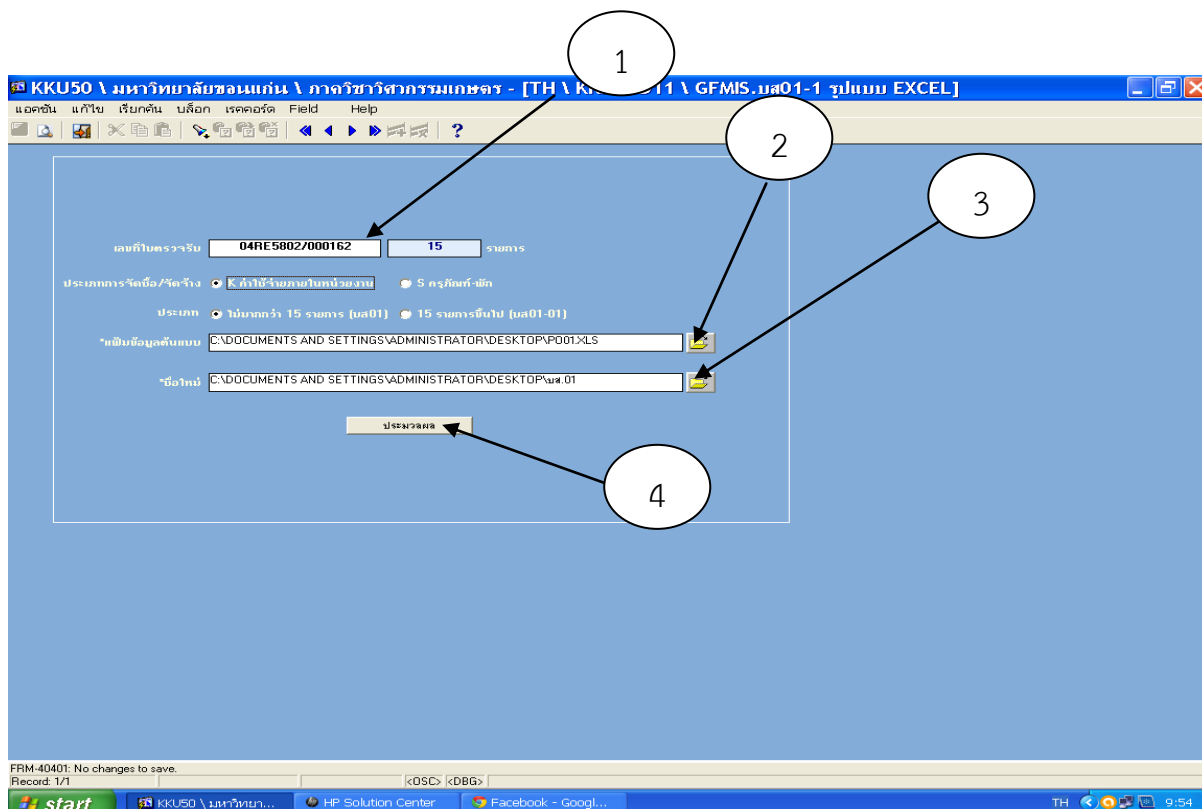 1
KKU50 \ มหาวิทยาลัยขอนแก่น \ ภาควิชาวิศวกรรมเกษตร - [TH \ 11 \ GFMIS.บส01-1 รูปแบบ EXCEL]
แอคชัน แก้ไข เรียกค้น บล็อก เรคคอร์ด Field Help
2
3
เลขที่ใบตรวจรับ 04RE5802/000162 15 รายการ
ประเภทการจัดซื้อ/จัดจ้าง K ค่าใช้จ่ายภายในหน่วยงาน S ครุภัณฑ์-พัก
ประเภท ไม่มากกว่า 15 รายการ (บส01) 15 รายการขึ้นไป (บส01-01)
*แฟ้มข้อมูลต้นแบบ C:\DOCUMENTS AND SETTINGS\ADMINISTRATOR\DESKTOP\PO01.XLS
*ชื่อใหม่ C:\DOCUMENTS AND SETTINGS\ADMINISTRATOR\DESKTOP\บส.01
ประมวลผล
4
FRM-40401: No changes to save.
Record: 1/1 <OSC> <DBG>
start KKU50 \ มหาวิทยา... HP Solution Center Facebook - Googl... TH 9:54